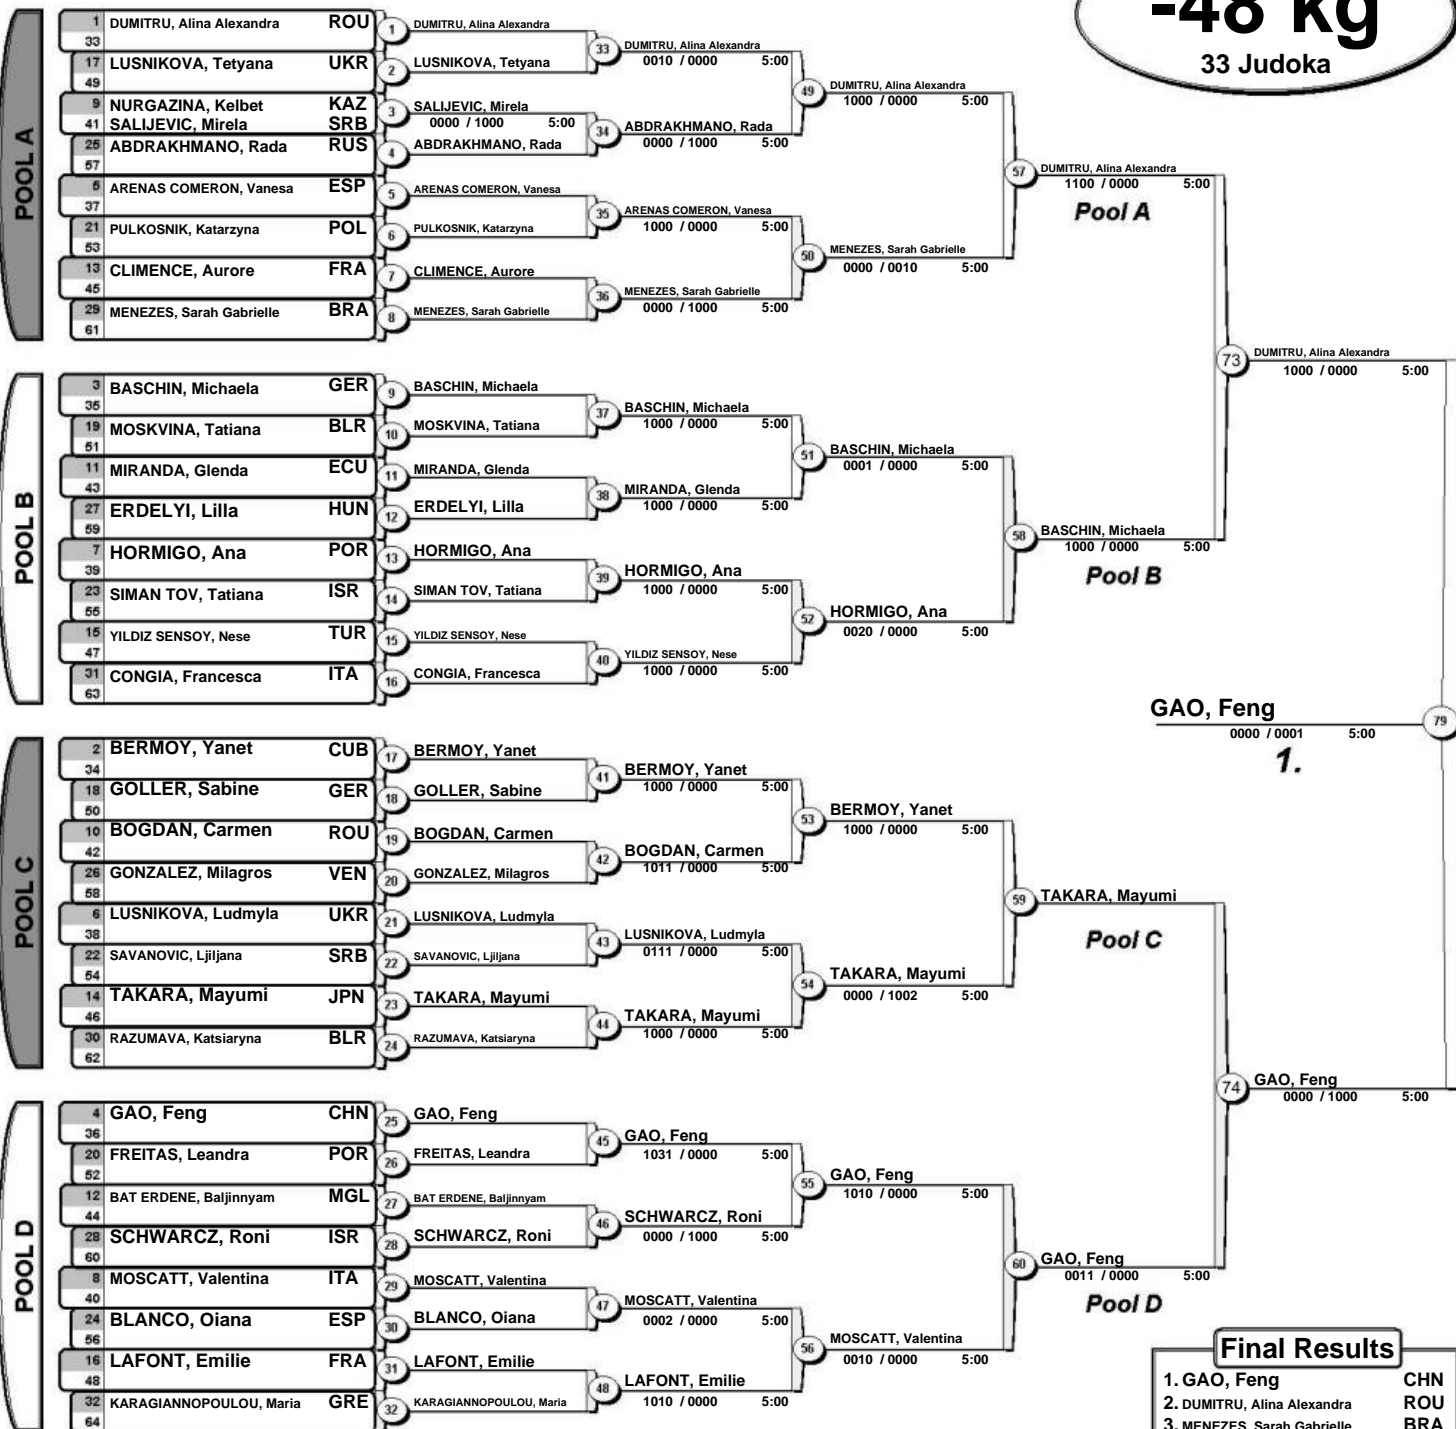 -48 kg
33 Judoka
POOL A
1 DUMITRU, Alina Alexandra ROU
33
17 LUSNIKOVA, Tetyana UKR
49
9 NURGAZINA, Kelbet KAZ
41 SALIJEVIC, Mirela SRB
25 ABDRAKHMANO, Rada RUS
57
5 ARENAS COMERON, Vanesa ESP
37
21 PULKOSNIK, Katarzyna POL
53
13 CLIMENCE, Aurore FRA
45
29 MENEZES, Sarah Gabrielle BRA
61
1 DUMITRU, Alina Alexandra
2 LUSNIKOVA, Tetyana
3 SALIJEVIC, Mirela
0000 / 1000 5:00
4 ABDRAKHMANO, Rada
5 ARENAS COMERON, Vanesa
6 PULKOSNIK, Katarzyna
7 CLIMENCE, Aurore
8 MENEZES, Sarah Gabrielle
33 DUMITRU, Alina Alexandra
0010 / 0000 5:00
34 ABDRAKHMANO, Rada
0000 / 1000 5:00
35 ARENAS COMERON, Vanesa
1000 / 0000 5:00
36 MENEZES, Sarah Gabrielle
0000 / 1000 5:00
49 DUMITRU, Alina Alexandra
1000 / 0000 5:00
50 MENEZES, Sarah Gabrielle
0000 / 0010 5:00
57 DUMITRU, Alina Alexandra
1100 / 0000 5:00
Pool A
POOL B
3 BASCHIN, Michaela GER
35
19 MOSKVINA, Tatiana BLR
51
11 MIRANDA, Glenda ECU
43
27 ERDELYI, Lilla HUN
59
7 HORMIGO, Ana POR
39
23 SIMAN TOV, Tatiana ISR
55
15 YILDIZ SENSOY, Nese TUR
47
31 CONGIA, Francesca ITA
63
9 BASCHIN, Michaela
10 MOSKVINA, Tatiana
11 MIRANDA, Glenda
12 ERDELYI, Lilla
13 HORMIGO, Ana
14 SIMAN TOV, Tatiana
15 YILDIZ SENSOY, Nese
16 CONGIA, Francesca
37 BASCHIN, Michaela
1000 / 0000 5:00
38 MIRANDA, Glenda
1000 / 0000 5:00
39 HORMIGO, Ana
1000 / 0000 5:00
40 YILDIZ SENSOY, Nese
1000 / 0000 5:00
51 BASCHIN, Michaela
0001 / 0000 5:00
52 HORMIGO, Ana
0020 / 0000 5:00
58 BASCHIN, Michaela
1000 / 0000 5:00
Pool B
73 DUMITRU, Alina Alexandra
1000 / 0000 5:00
GAO, Feng 79
0000 / 0001 5:00
1.
POOL C
2 BERMOY, Yanet CUB
34
18 GOLLER, Sabine GER
50
10 BOGDAN, Carmen ROU
42
26 GONZALEZ, Milagros VEN
58
6 LUSNIKOVA, Ludmyla UKR
38
22 SAVANOVIC, Ljiljana SRB
54
14 TAKARA, Mayumi JPN
46
30 RAZUMAVA, Katsiaryna BLR
62
17 BERMOY, Yanet
18 GOLLER, Sabine
19 BOGDAN, Carmen
20 GONZALEZ, Milagros
21 LUSNIKOVA, Ludmyla
22 SAVANOVIC, Ljiljana
23 TAKARA, Mayumi
24 RAZUMAVA, Katsiaryna
41 BERMOY, Yanet
1000 / 0000 5:00
42 BOGDAN, Carmen
1011 / 0000 5:00
43 LUSNIKOVA, Ludmyla
0111 / 0000 5:00
44 TAKARA, Mayumi
1000 / 0000 5:00
53 BERMOY, Yanet
1000 / 0000 5:00
54 TAKARA, Mayumi
0000 / 1002 5:00
59 TAKARA, Mayumi
Pool C
POOL D
4 GAO, Feng CHN
36
20 FREITAS, Leandra POR
52
12 BAT ERDENE, Baljinnyam MGL
44
28 SCHWARCZ, Roni ISR
60
8 MOSCATT, Valentina ITA
40
24 BLANCO, Oiana ESP
56
16 LAFONT, Emilie FRA
48
32 KARAGIANNOPOULOU, Maria GRE
64
25 GAO, Feng
26 FREITAS, Leandra
27 BAT ERDENE, Baljinnyam
28 SCHWARCZ, Roni
29 MOSCATT, Valentina
30 BLANCO, Oiana
31 LAFONT, Emilie
32 KARAGIANNOPOULOU, Maria
45 GAO, Feng
1031 / 0000 5:00
46 SCHWARCZ, Roni
0000 / 1000 5:00
47 MOSCATT, Valentina
0002 / 0000 5:00
48 LAFONT, Emilie
1010 / 0000 5:00
55 GAO, Feng
1010 / 0000 5:00
56 MOSCATT, Valentina
0010 / 0000 5:00
60 GAO, Feng
0011 / 0000 5:00
Pool D
74 GAO, Feng
0000 / 1000 5:00
Final Results
1. GAO, Feng CHN
2. DUMITRU, Alina Alexandra ROU
3. MENEZES, Sarah Gabrielle BRA